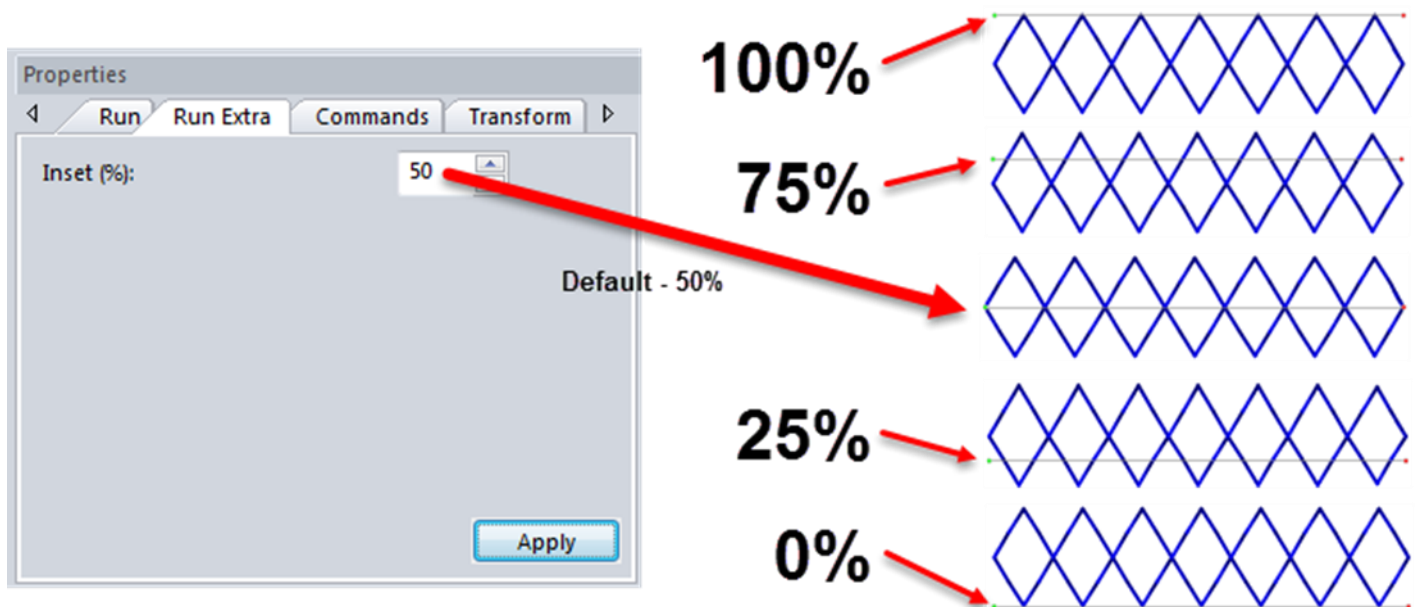 Properties
Run
Run Extra
Commands
Transform
Inset (%):
50
Apply
Default - 50%
100%
75%
25%
0%